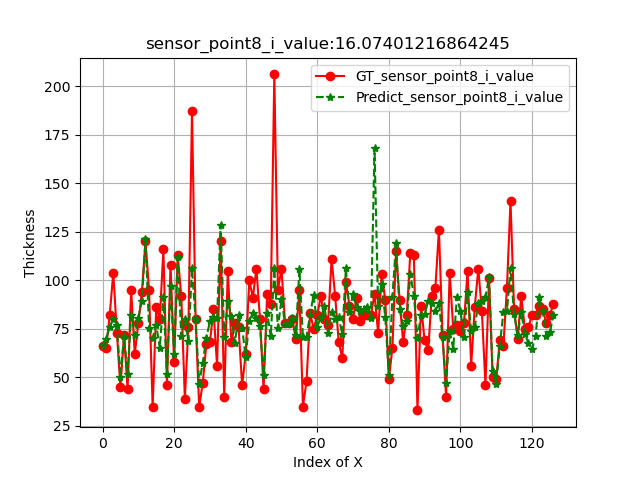 sensor_point8_i_value:16.07401216864245
GT_sensor_point8_i_value
Predict_sensor_point8_i_value
Thickness
200
175
150
125
100
75
50
25
0 20 40 60 80 100 120
Index of X